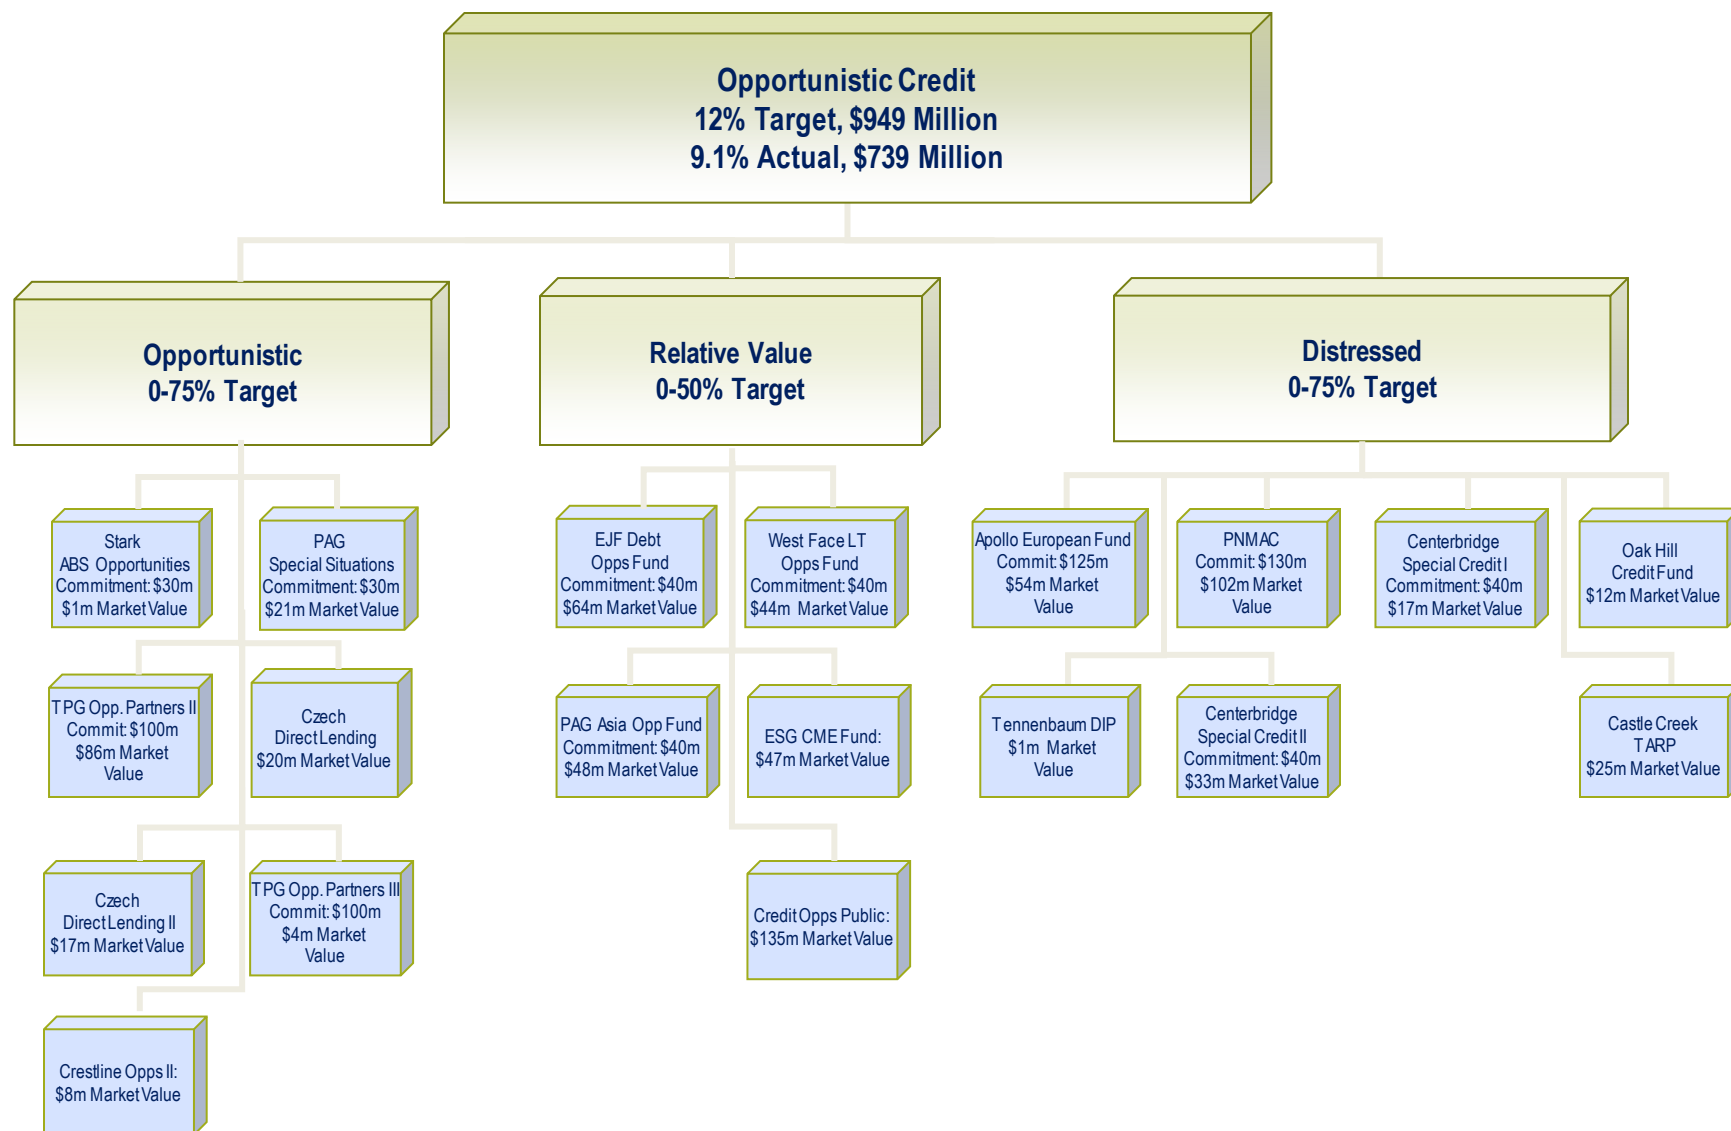 Opportunistic Credit
12% Target, $949 Million
9.1% Actual, $739 Million
Opportunistic
0-75% Target
Relative Value
0-50% Target
Distressed
0-75% Target
Stark
ABS Opportunities
Commitment: $30m
$1m Market Value
PAG
Special Situations
Commitment: $30m
$21m Market Value
EJF Debt
Opps Fund
Commitment: $40m
$64m Market Value
West Face LT
Opps Fund
Commitment: $40m
$44m Market Value
Apollo European Fund
Commit: $125m
$54m Market
Value
PNMAC
Commit: $130m
$102m Market
Value
Centerbridge
Special Credit I
Commitment: $40m
$17m Market Value
Oak Hill
Credit Fund
$12m Market Value
TPG Opp. Partners II
Commit: $100m
$86m Market
Value
Czech
Direct Lending
$20m Market Value
PAG Asia Opp Fund
Commitment: $40m
$48m Market Value
ESG CME Fund:
$47m Market Value
Tennenbaum DIP
$1m Market
Value
Centerbridge
Special Credit II
Commitment: $40m
$33m Market Value
Castle Creek
TARP
$25m Market Value
Czech
Direct Lending II
$17m Market Value
TPG Opp. Partners III
Commit: $100m
$4m Market
Value
Credit Opps Public:
$135m Market Value
Crestline Opps II:
$8m Market Value